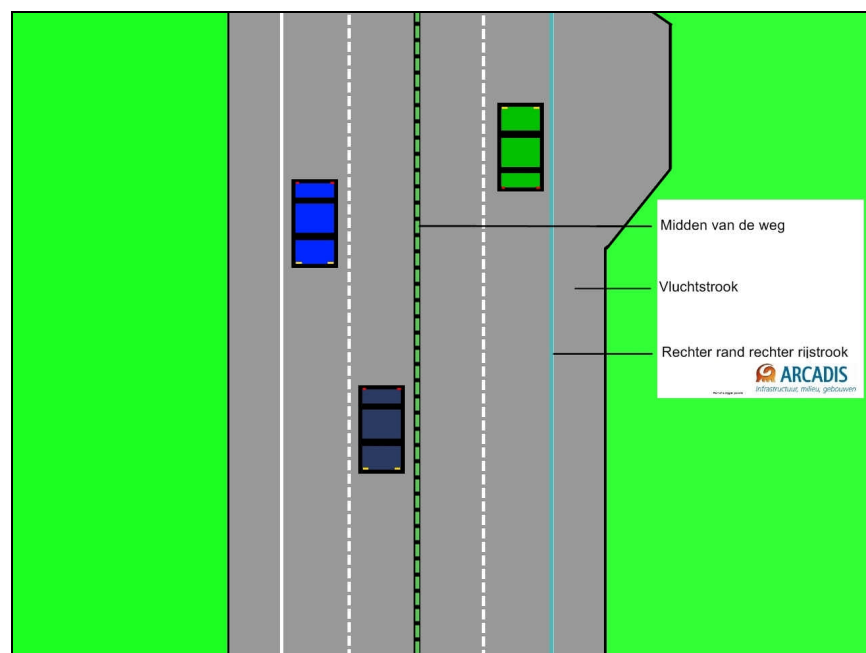 Midden van de weg
Vluchtstrook
Rechter rand rechter rijstrook
ARCADIS
Infrastructuur, milieu, gebouwen